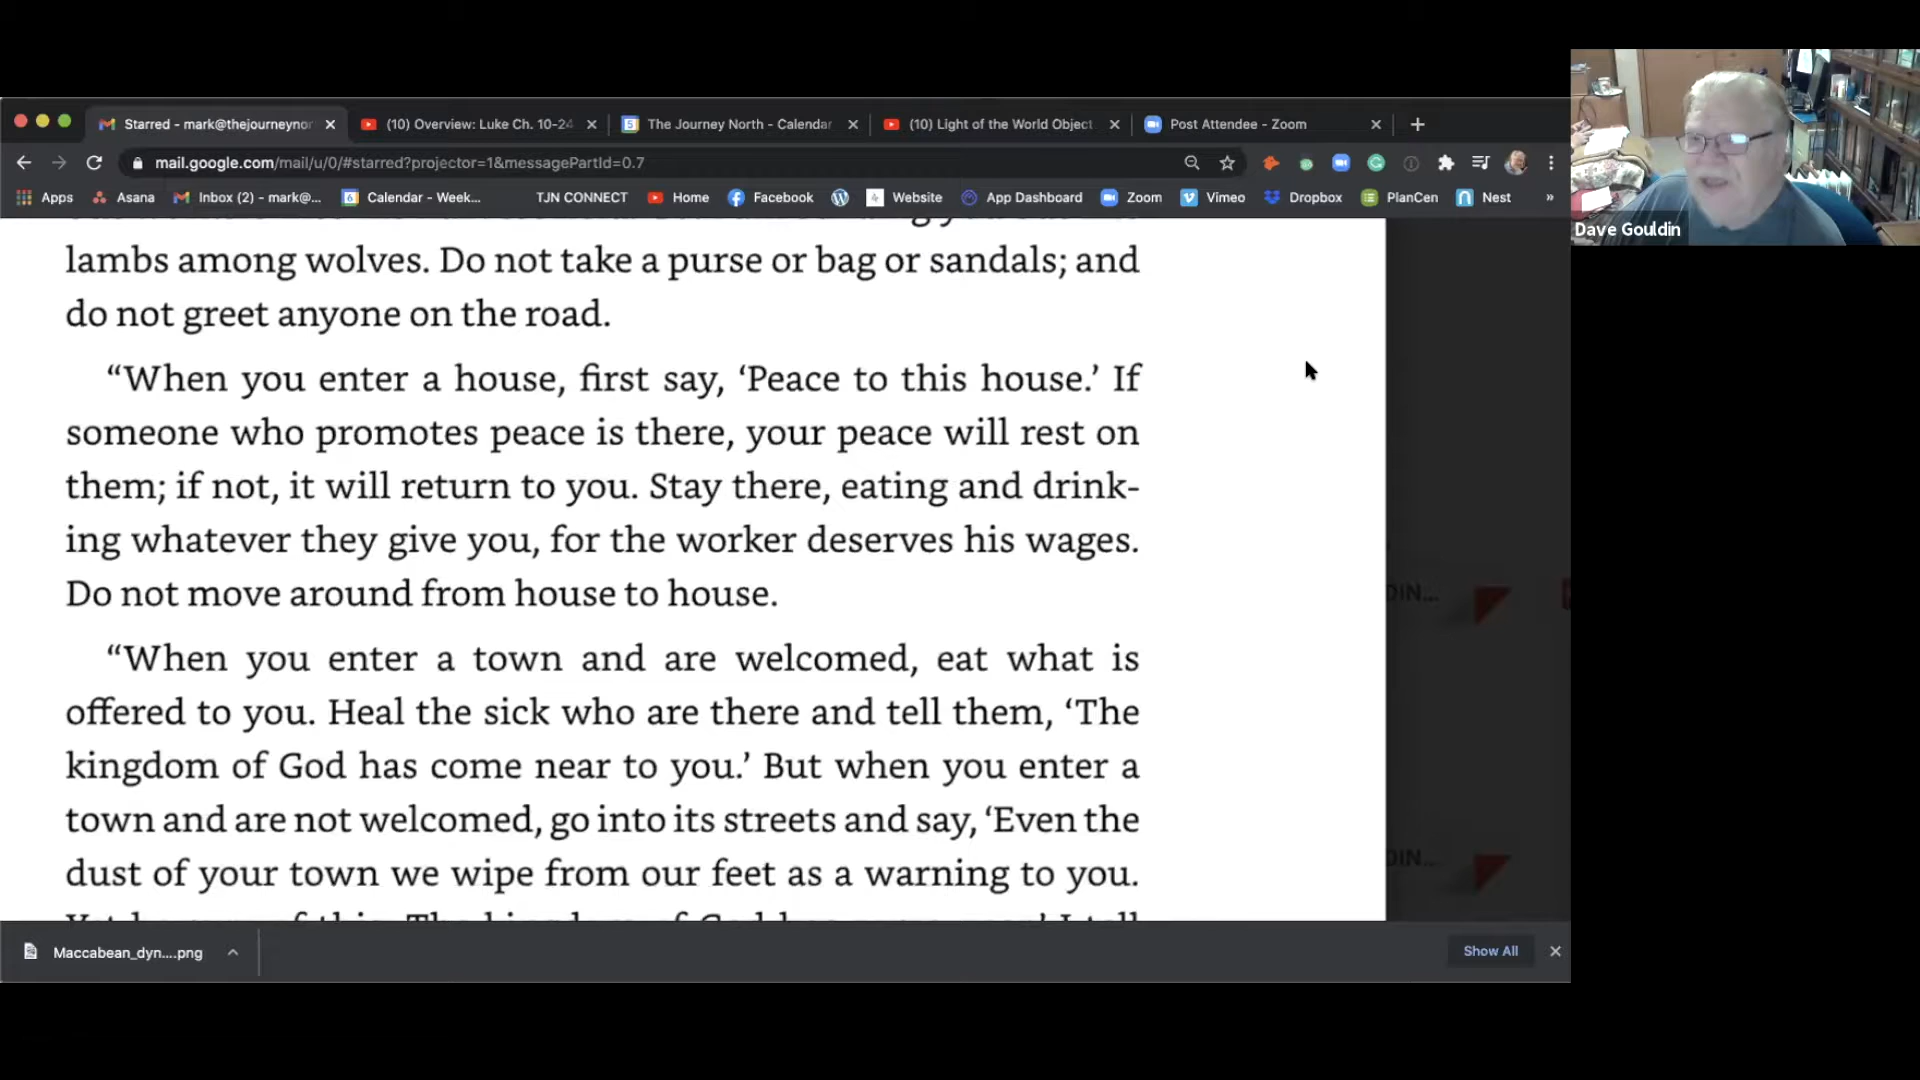 Starred - mark@thejourneynor
(10) Overview: Luke Ch. 10-24
The Journey North - Calendar
(10) Light of the World Object
Post Attendee - Zoom
mail.google.com/mail/u/0/#starred?projector=1&messagePartId=0.7
Apps
Asana
Inbox (2) - mark@...
Calendar - Week...
TJN CONNECT
Home
Facebook
Website
App Dashboard
Zoom
Vimeo
Dropbox
PlanCen
Nest
»
Dave Gouldin
lambs among wolves. Do not take a purse or bag or sandals; and
do not greet anyone on the road.
“When you enter a house, first say, ‘Peace to this house.’ If
someone who promotes peace is there, your peace will rest on
them; if not, it will return to you. Stay there, eating and drink-
ing whatever they give you, for the worker deserves his wages.
Do not move around from house to house.
“When you enter a town and are welcomed, eat what is
offered to you. Heal the sick who are there and tell them, ‘The
kingdom of God has come near to you.’ But when you enter a
town and are not welcomed, go into its streets and say, ‘Even the
dust of your town we wipe from our feet as a warning to you.
DIN...
DIN...
Maccabean_dyn....png
Show All